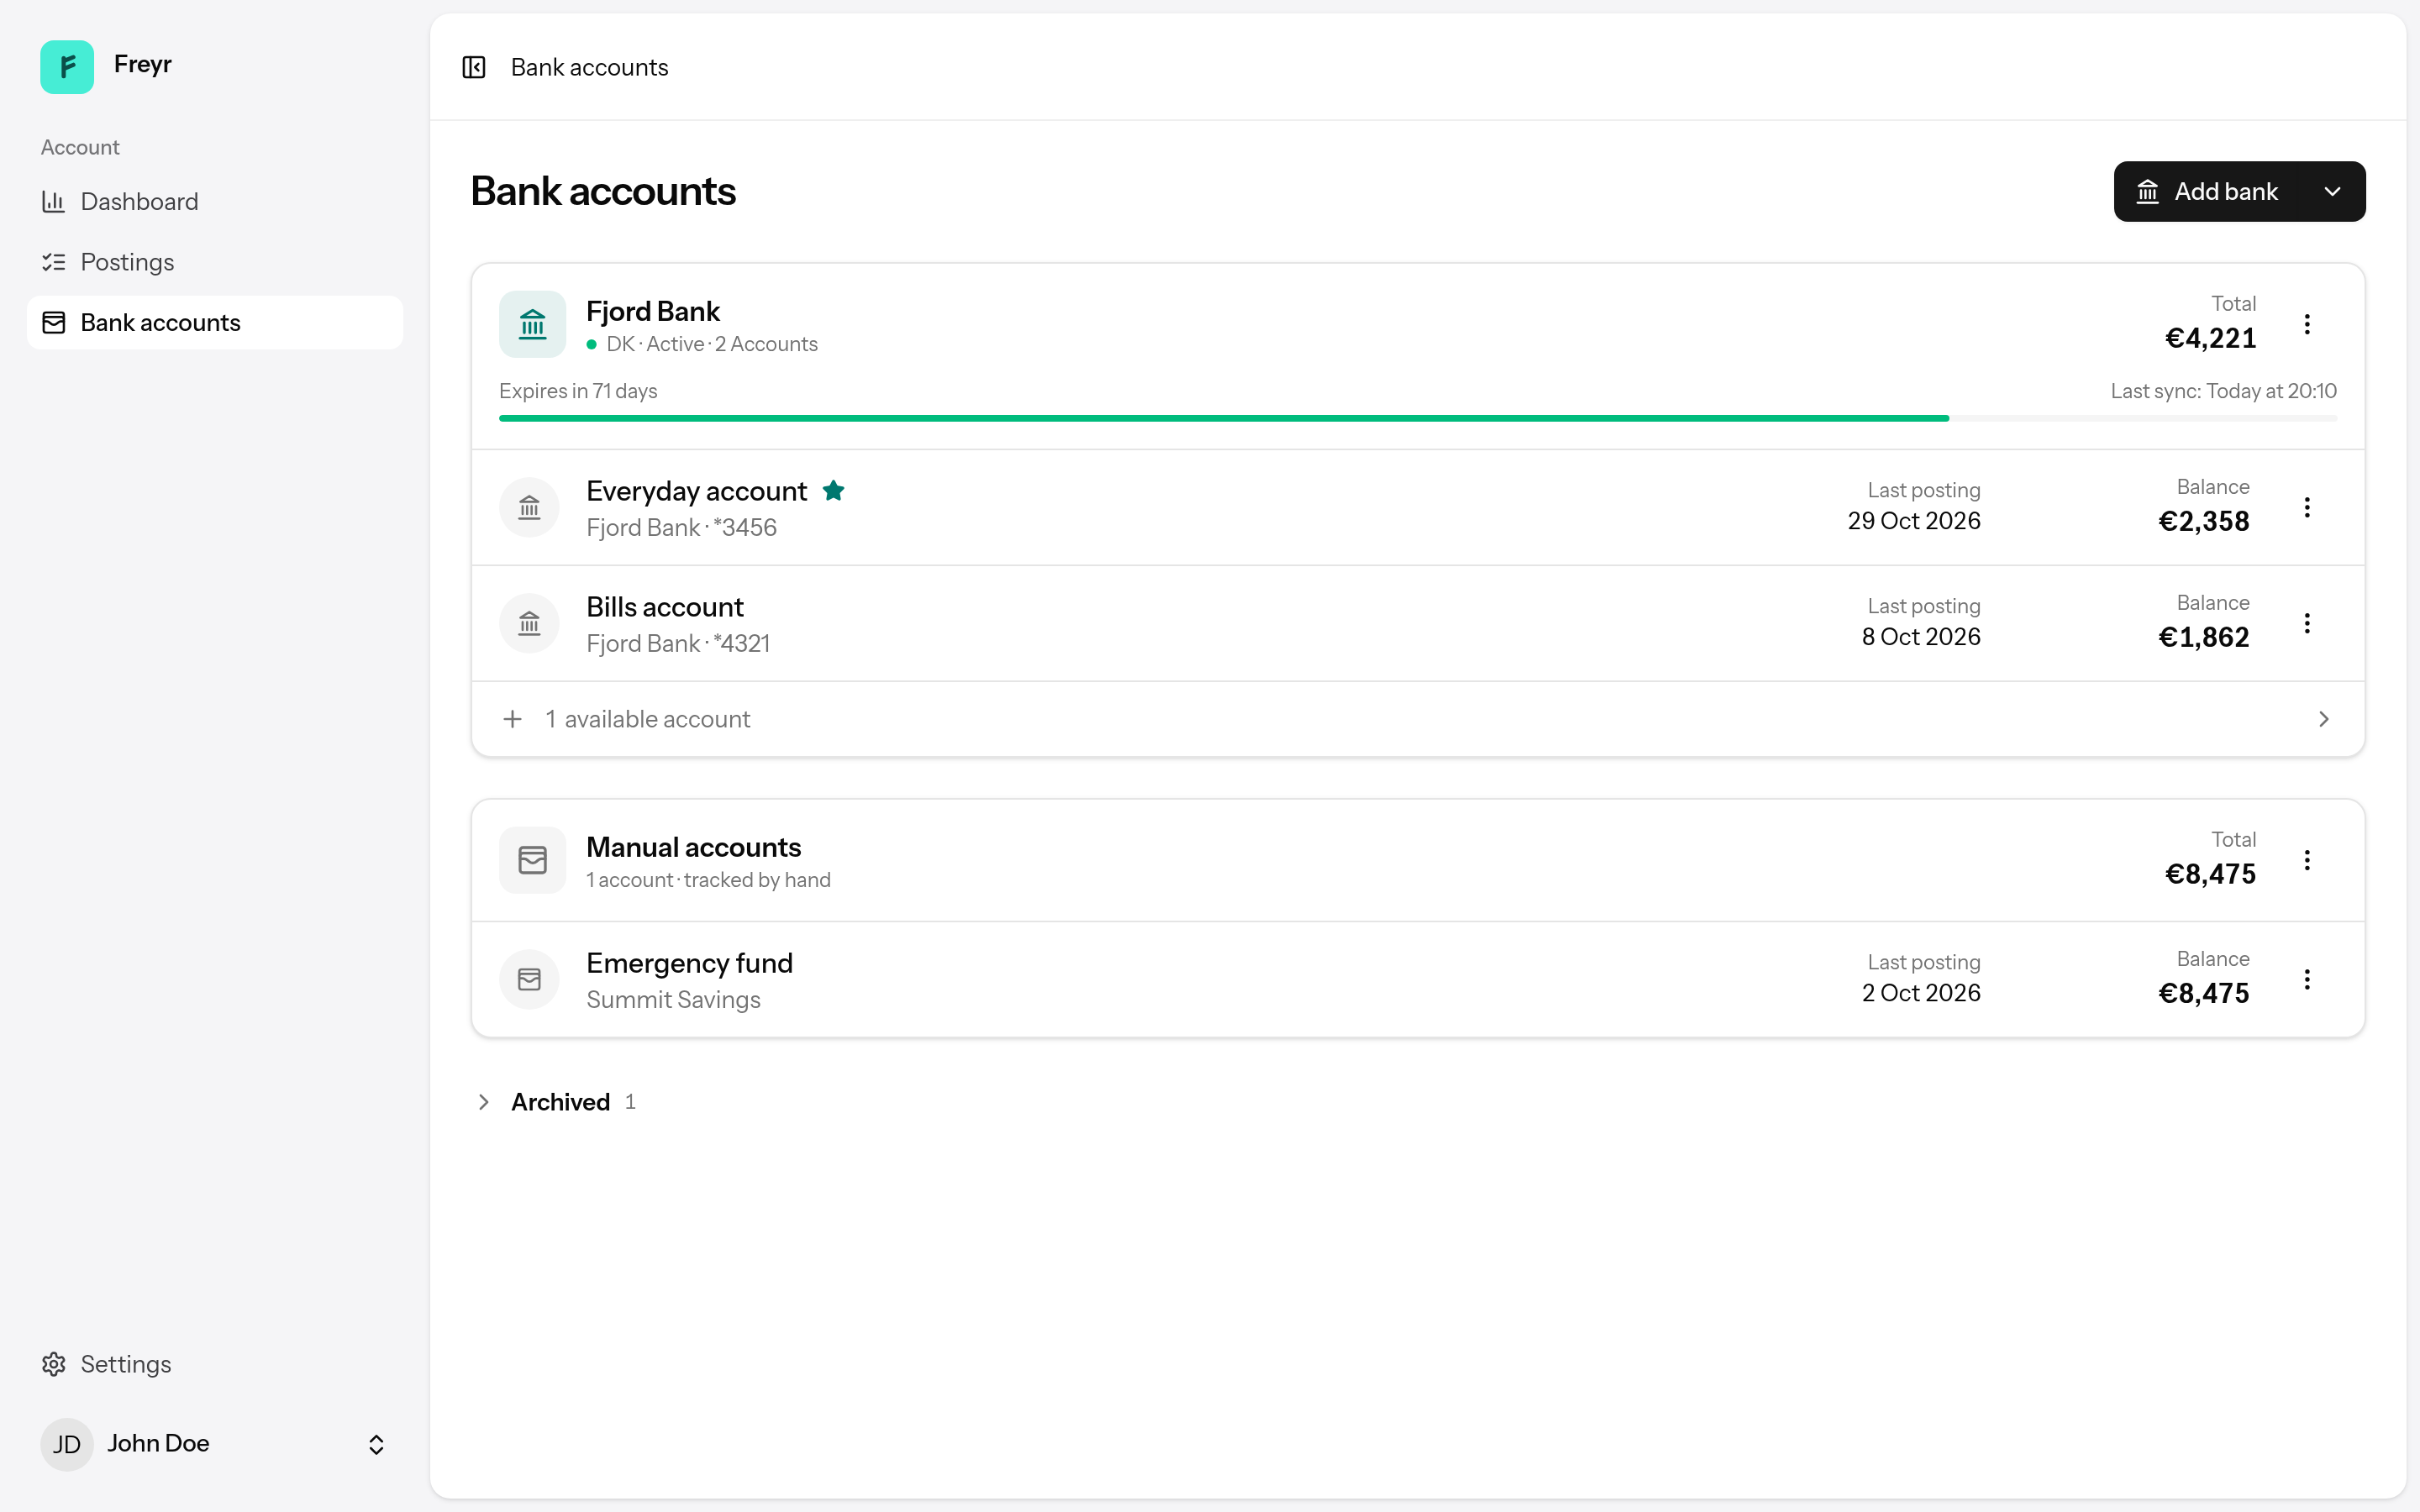 Freyr
Account
Dashboard
Postings
Bank accounts
Settings
JD John Doe
Bank accounts
Bank accounts
Add bank
Fjord Bank
DK · Active · 2 Accounts
Total
€4,221
Expires in 71 days
Last sync: Today at 20:10
Everyday account
Fjord Bank · *3456
Last posting
29 Oct 2026
Balance
€2,358
Bills account
Fjord Bank · *4321
Last posting
8 Oct 2026
Balance
€1,862
1 available account
Manual accounts
1 account · tracked by hand
Total
€8,475
Emergency fund
Summit Savings
Last posting
2 Oct 2026
Balance
€8,475
Archived 1